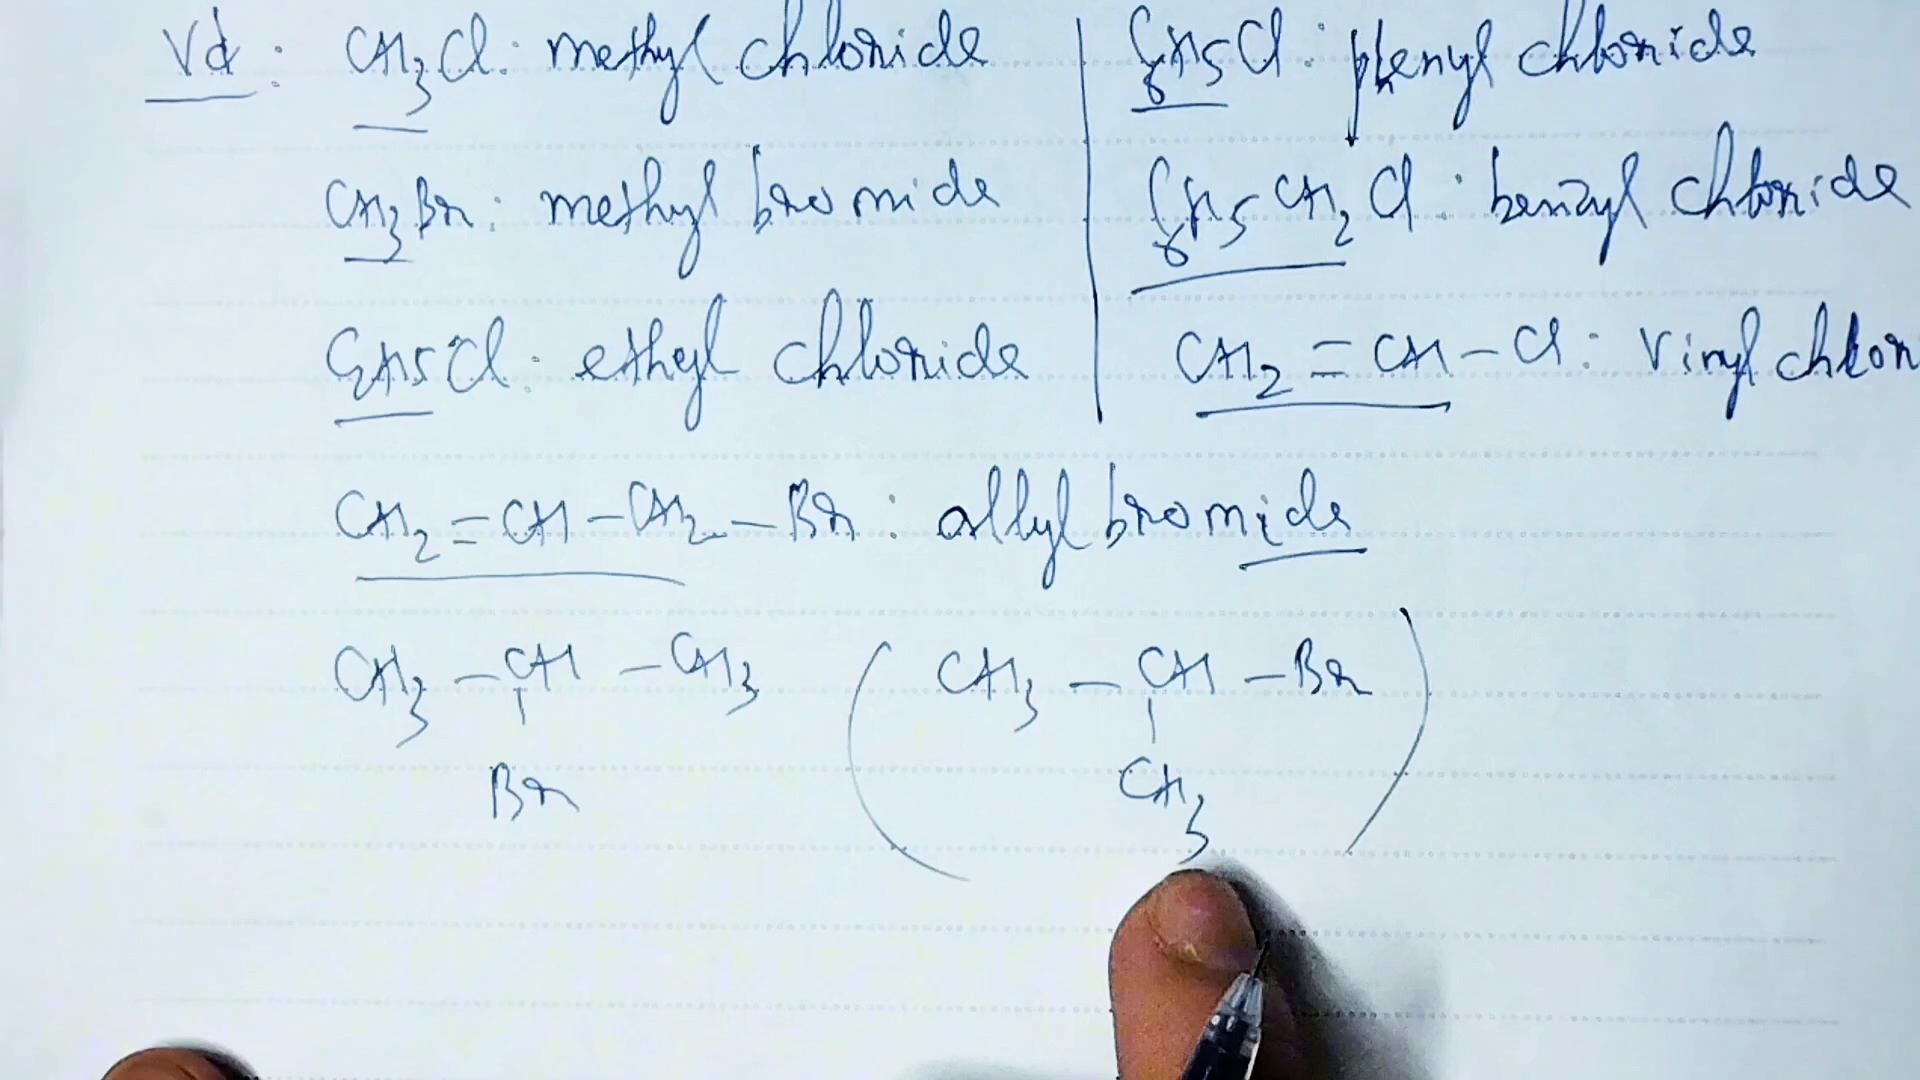 Vd: CH3Cl: methyl chloride
CH3Br: methyl bromide
C2H5Cl: ethyl chloride
C6H5Cl: phenyl chloride
C6H5CH2Cl: benzyl chloride
CH2=CH-Cl: Vinyl chlor
CH2=CH-CH2-Br: allyl bromide
CH3-CH-CH3 (CH3-CH-Br)
Br
CH3